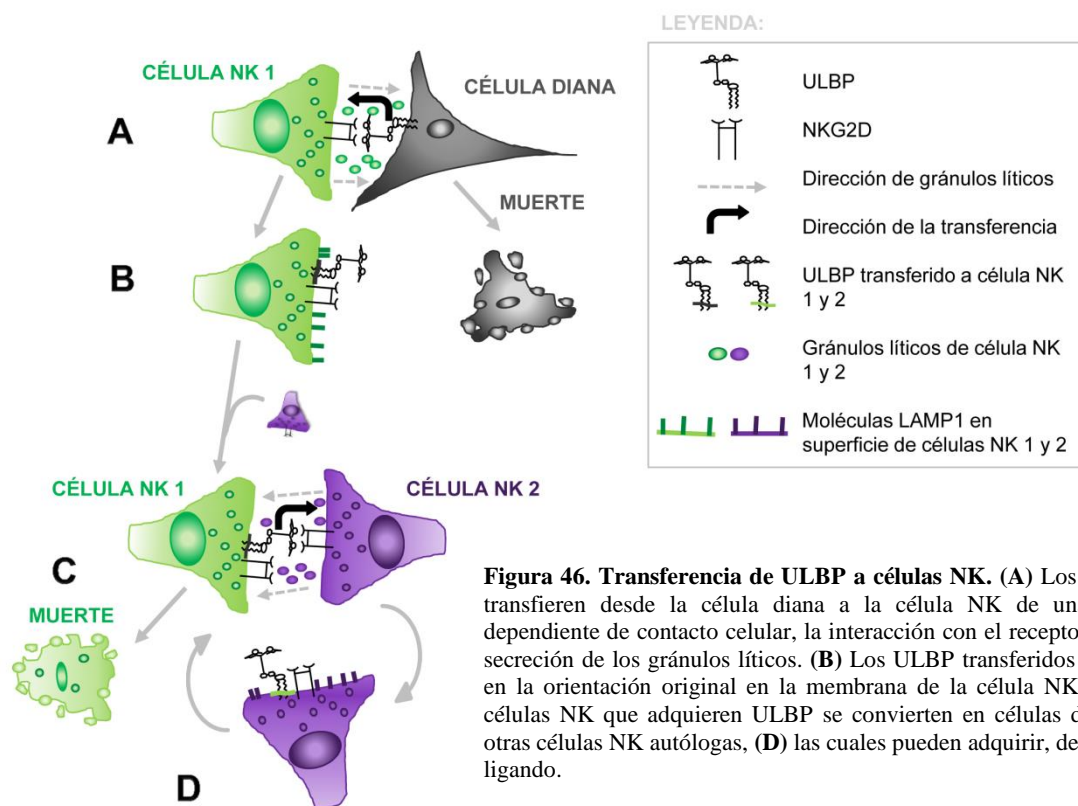 LEYENDA:
CÉLULA NK 1
CÉLULA DIANA
A
MUERTE
B
CÉLULA NK 1
CÉLULA NK 2
C
MUERTE
D
ULBP
NKG2D
Dirección de gránulos líticos
Dirección de la transferencia
ULBP transferido a célula NK
1 y 2
Gránulos líticos de célula NK
1 y 2
Moléculas LAMP1 en
superficie de células NK 1 y 2
Figura 46. Transferencia de ULBP a células NK. (A) Los
transfieren desde la célula diana a la célula NK de un
dependiente de contacto celular, la interacción con el recepto
secreción de los gránulos líticos. (B) Los ULBP transferidos
en la orientación original en la membrana de la célula NK
células NK que adquieren ULBP se convierten en células d
otras células NK autólogas, (D) las cuales pueden adquirir, de
ligando.